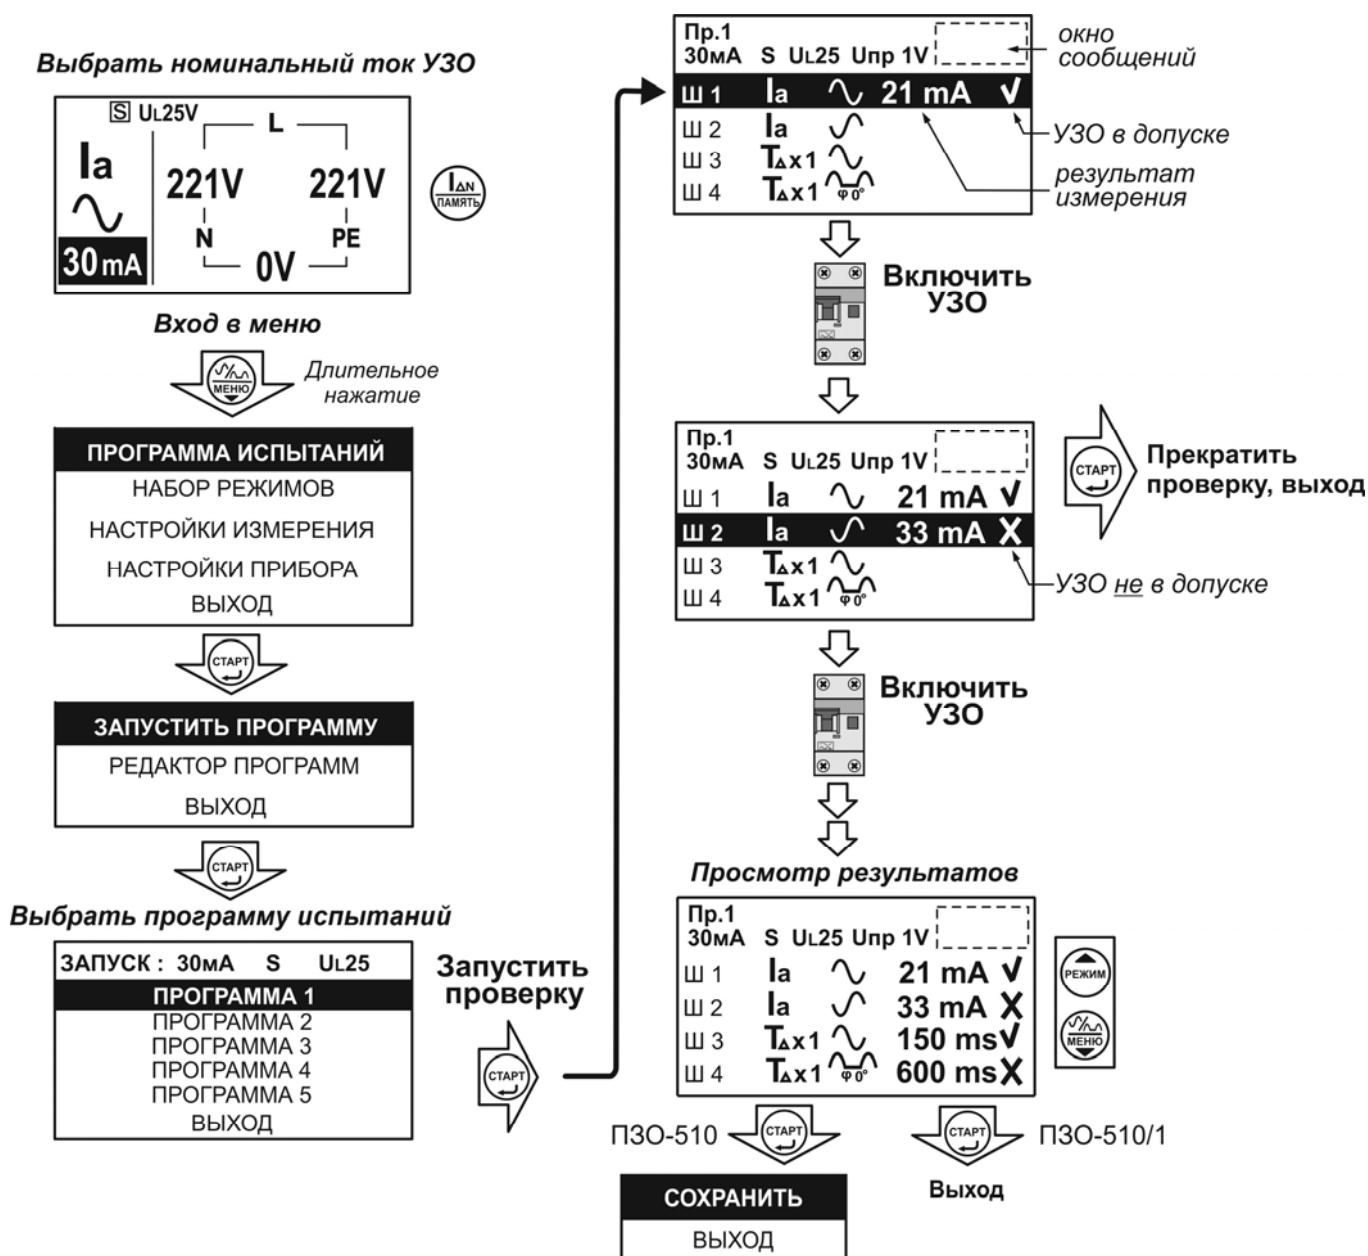 Выбрать номинальный ток УЗО
S UL25V
Ia
30 mA
L
221V 221V
N PE
0V
IΔN
ПАМЯТЬ
Вход в меню
МЕНЮ
Длительное
нажатие
ПРОГРАММА ИСПЫТАНИЙ
НАБОР РЕЖИМОВ
НАСТРОЙКИ ИЗМЕРЕНИЯ
НАСТРОЙКИ ПРИБОРА
ВЫХОД
СТАРТ
ЗАПУСТИТЬ ПРОГРАММУ
РЕДАКТОР ПРОГРАММ
ВЫХОД
СТАРТ
Выбрать программу испытаний
ЗАПУСК : 30мА S UL25
ПРОГРАММА 1
ПРОГРАММА 2
ПРОГРАММА 3
ПРОГРАММА 4
ПРОГРАММА 5
ВЫХОД
Запустить
проверку
СТАРТ
Пр.1
30мА S UL25 Uпр 1V
Ш 1 Ia 21 mA ✓
Ш 2 Ia
Ш 3 TΔx1
Ш 4 TΔx1 φ0°
окно
сообщений
УЗО в допуске
результат
измерения
Включить
УЗО
Пр.1
30мА S UL25 Uпр 1V
Ш 1 Ia 21 mA ✓
Ш 2 Ia 33 mA X
Ш 3 TΔx1
Ш 4 TΔx1 φ0°
СТАРТ
Прекратить
проверку, выход
УЗО не в допуске
Включить
УЗО
Просмотр результатов
Пр.1
30мА S UL25 Uпр 1V
Ш 1 Ia 21 mA ✓
Ш 2 Ia 33 mA X
Ш 3 TΔx1 150 ms ✓
Ш 4 TΔx1 φ0° 600 ms X
РЕЖИМ
МЕНЮ
ПЗО-510 СТАРТ СТАРТ ПЗО-510/1
СОХРАНИТЬ
ВЫХОД
Выход